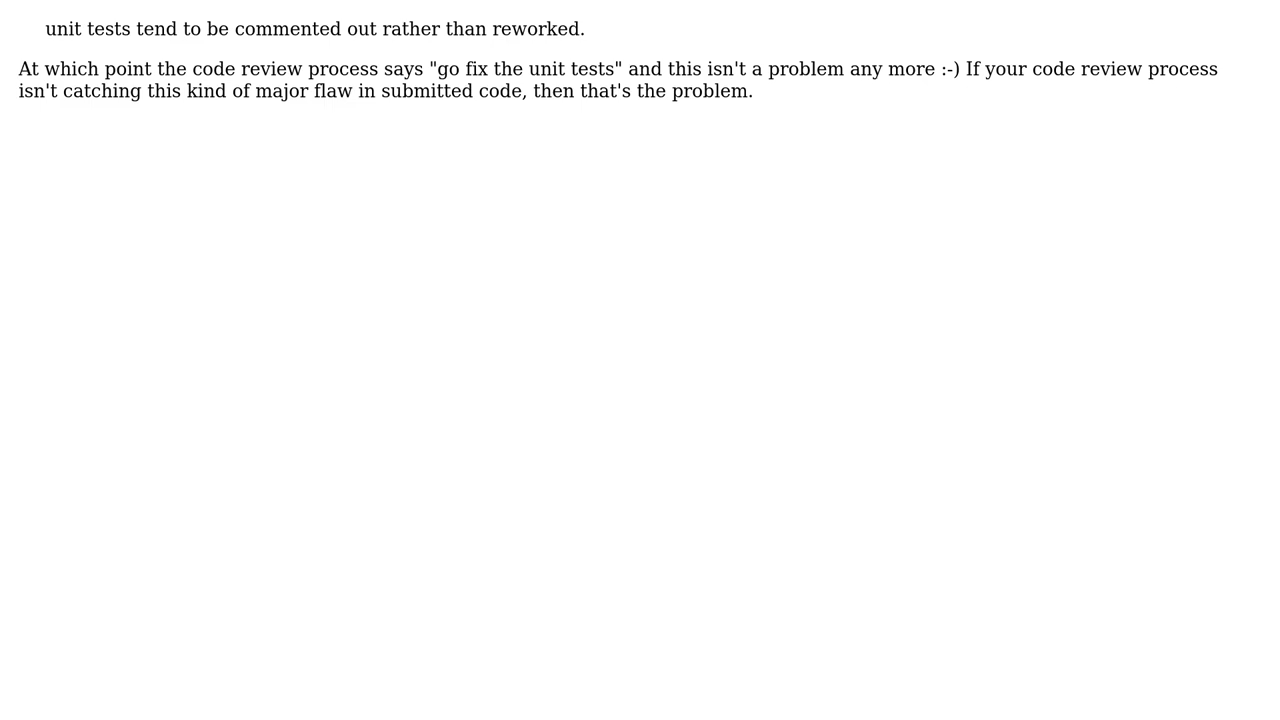 unit tests tend to be commented out rather than reworked.
At which point the code review process says "go fix the unit tests" and this isn't a problem any more :-) If your code review process
isn't catching this kind of major flaw in submitted code, then that's the problem.